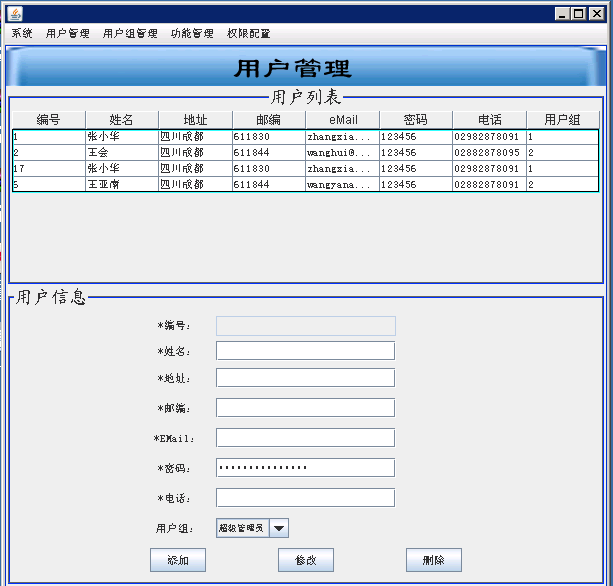 系统 用户管理 用户组管理 功能管理 权限配置
用户管理
用户列表
编号 姓名 地址 邮编 eMail 密码 电话 用户组
1 张小华 四川成都 611830 zhangxia... 123456 02982878091 1
2 王会 四川成都 611844 wanghui@... 123456 02882878095 2
17 张小华 四川成都 611830 zhangxia... 123456 02982878091 1
5 王亚南 四川成都 611844 wangyana... 123456 02882878091 2
用户信息
*编号:
*姓名:
*地址:
*邮编:
*EMail:
*密码: ***************
*电话:
用户组: 超级管理员
添加 修改 删除